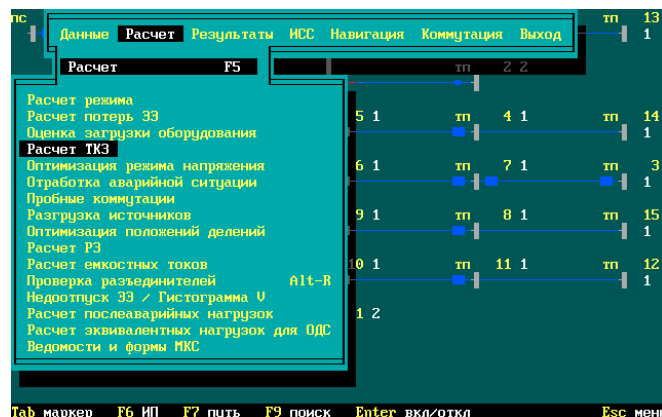 пс тп 13
Данные Расчет Результаты ИСС Навигация Коммутация Выход 1
Расчет F5 тп 2 2
Расчет режима
Расчет потерь ЭЭ 5 1 тп 4 1 тп 14
Оценка загрузки оборудования 1
Расчет ТКЗ
Оптимизация режима напряжения 6 1 тп 7 1 тп 3
Отработка аварийной ситуации 1
Пробные коммутации
Разгрузка источников 9 1 тп 8 1 тп 15
Оптимизация положений делений 1
Расчет РЗ
Расчет емкостных токов 10 1 тп 11 1 тп 12
Проверка разъединителей Alt-R 1
Недоотпуск ЭЭ / Гистограмма V
Расчет послеаварийных нагрузок 1 2
Расчет эквивалентных нагрузок для ОДС
Ведомости и формы МКС
Tab маркер F6 ИП F7 путь F9 поиск Enter вкл/откл Esc мен